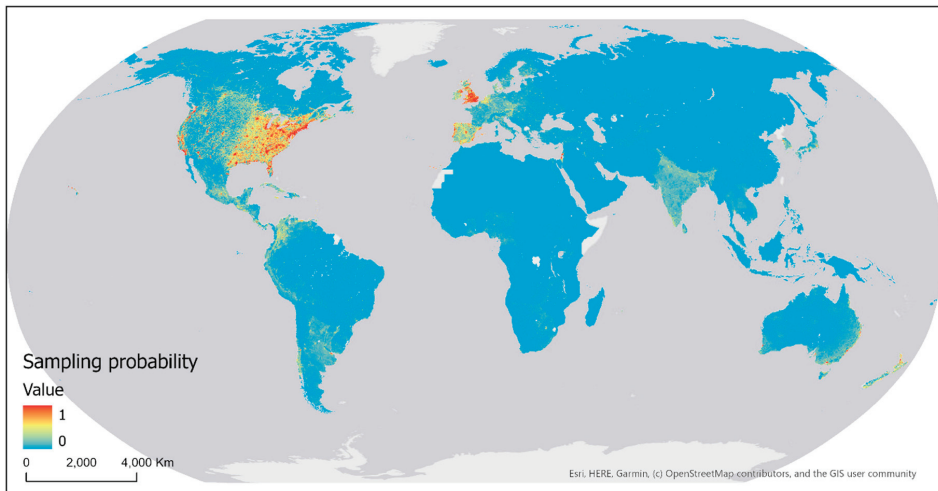 Sampling probability
Value
1
0
0 2,000 4,000 Km
Esri, HERE, Garmin, (c) OpenStreetMap contributors, and the GIS user community